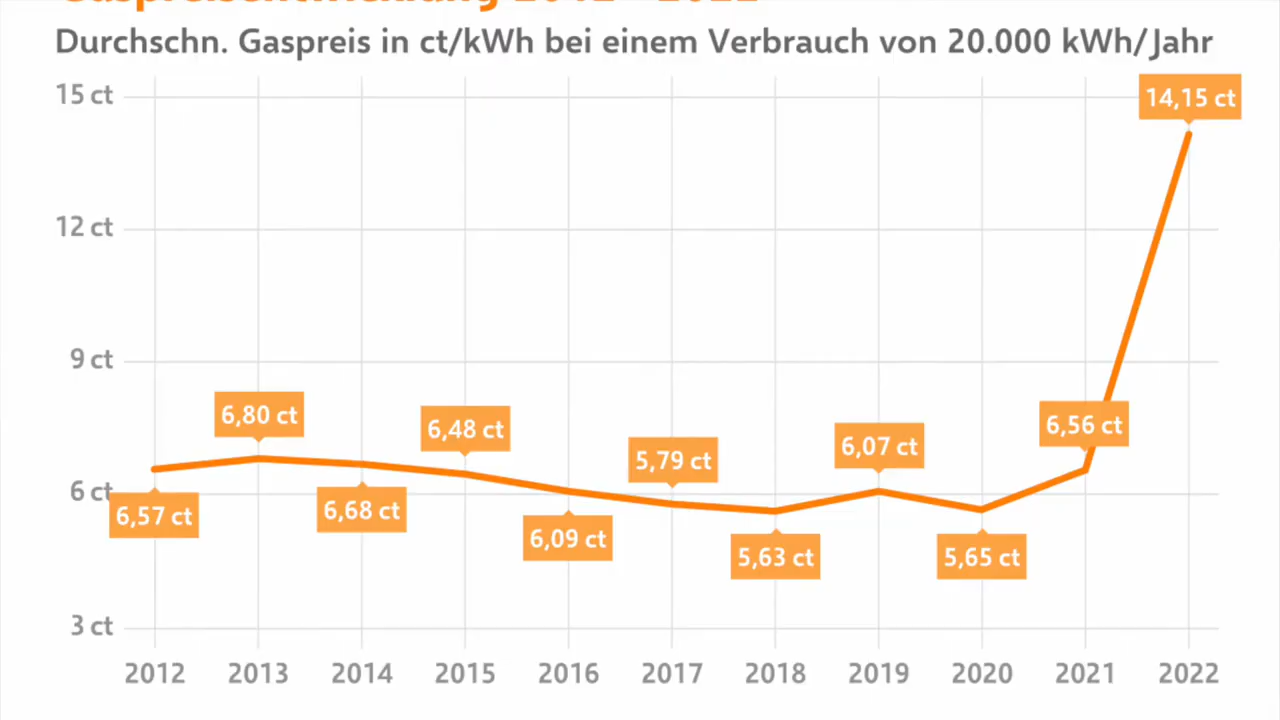 Gaspreisentwicklung 2012 - 2022
Durchschn. Gaspreis in ct/kWh bei einem Verbrauch von 20.000 kWh/Jahr
15 ct
14,15 ct
12 ct
9 ct
6,80 ct
6,48 ct
6,56 ct
6,07 ct
5,79 ct
6 ct
6,57 ct
6,68 ct
6,09 ct
5,63 ct
5,65 ct
3 ct
2012 2013 2014 2015 2016 2017 2018 2019 2020 2021 2022